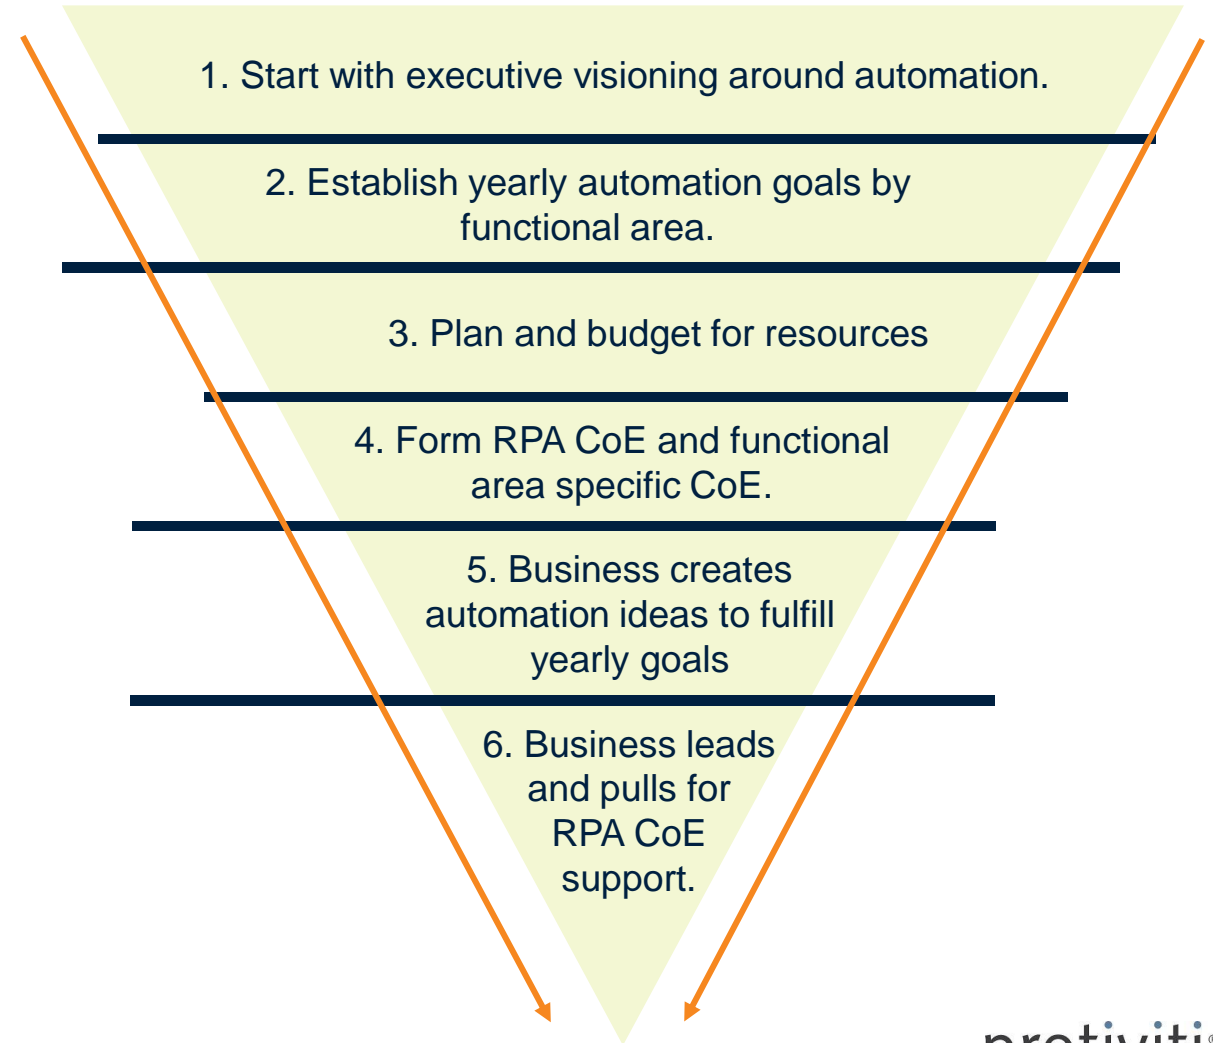 1. Start with executive visioning around automation.
2. Establish yearly automation goals by
functional area.
3. Plan and budget for resources
4. Form RPA CoE and functional
area specific CoE.
5. Business creates
automation ideas to fulfill
yearly goals
6. Business leads
and pulls for
RPA CoE
support.
protiviti®